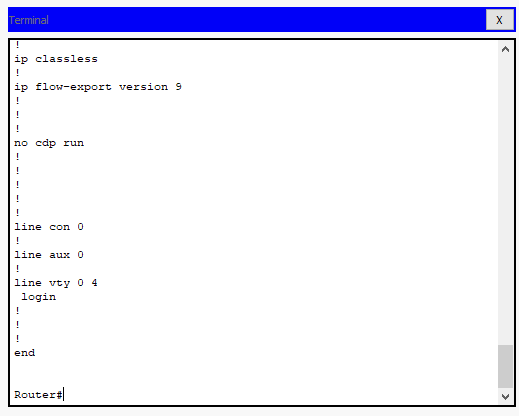 Terminal
X
!
ip classless
!
ip flow-export version 9
!
!
!
no cdp run
!
!
!
!
!
line con 0
!
line aux 0
!
line vty 0 4
 login
!
!
!
end
Router#